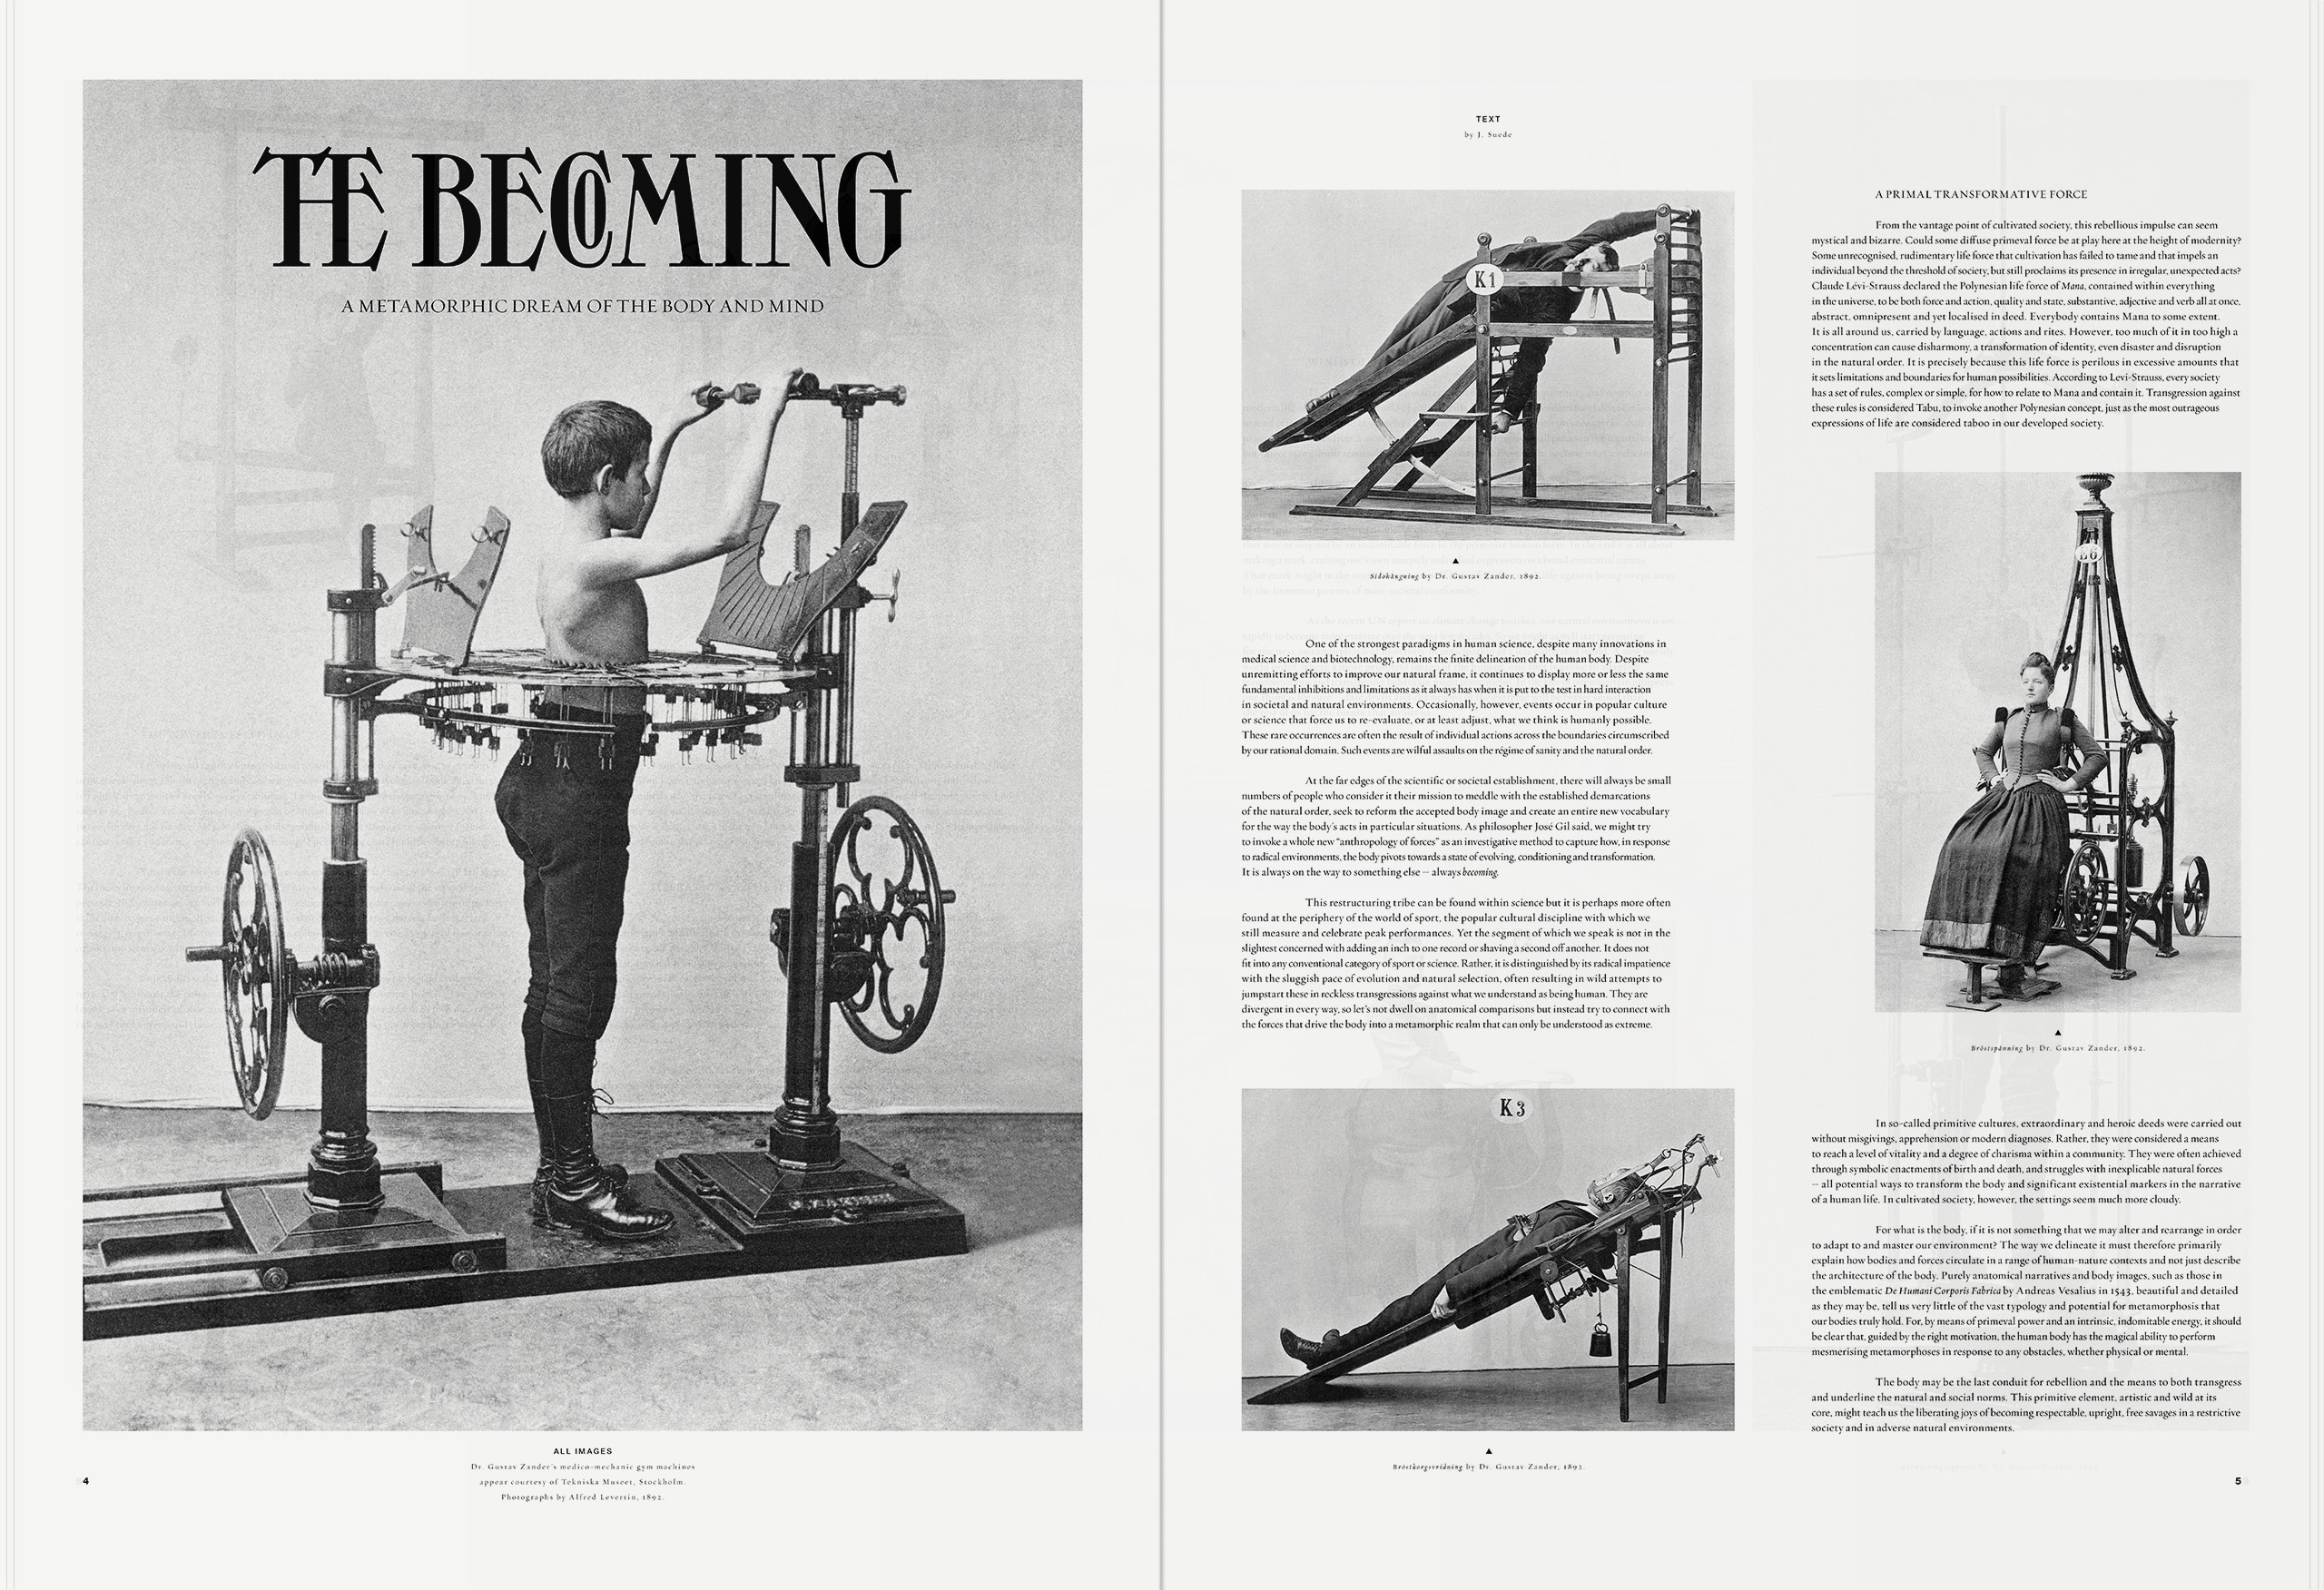 THE BECOMING
A METAMORPHIC DREAM OF THE BODY AND MIND
ALL IMAGES
Dr. Gustav Zander's medico-mechanic gym machines
appear courtesy of Tekniska Museet, Stockholm.
Photographs by Alfred Levertin, 1892.
4
TEXT
by J. Suede
K1
Sidohängning by Dr. Gustav Zander, 1892.
One of the strongest paradigms in human science, despite many innovations in
medical science and biotechnology, remains the finite delineation of the human body. Despite
unremitting efforts to improve our natural frame, it continues to display more or less the same
fundamental inhibitions and limitations as it always has when it is put to the test in hard interaction
in societal and natural environments. Occasionally, however, events occur in popular culture
or science that force us to re-evaluate, or at least adjust, what we think is humanly possible.
These rare occurrences are often the result of individual actions across the boundaries circumscribed
by our rational domain. Such events are wilful assaults on the régime of sanity and the natural order.
At the far edges of the scientific or societal establishment, there will always be small
numbers of people who consider it their mission to meddle with the established demarcations
of the natural order, seek to reform the accepted body image and create an entire new vocabulary
for the way the body's acts in particular situations. As philosopher José Gil said, we might try
to invoke a whole new "anthropology of forces" as an investigative method to capture how, in response
to radical environments, the body pivots towards a state of evolving, conditioning and transformation.
It is always on the way to something else – always becoming.
This restructuring tribe can be found within science but it is perhaps more often
found at the periphery of the world of sport, the popular cultural discipline with which we
still measure and celebrate peak performances. Yet the segment of which we speak is not in the
slightest concerned with adding an inch to one record or shaving a second off another. It does not
fit into any conventional category of sport or science. Rather, it is distinguished by its radical impatience
with the sluggish pace of evolution and natural selection, often resulting in wild attempts to
jumpstart these in reckless transgressions against what we understand as being human. They are
divergent in every way, so let's not dwell on anatomical comparisons but instead try to connect with
the forces that drive the body into a metamorphic realm that can only be understood as extreme.
K3
Bröstkorgsvridning by Dr. Gustav Zander, 1892.
A PRIMAL TRANSFORMATIVE FORCE
From the vantage point of cultivated society, this rebellious impulse can seem
mystical and bizarre. Could some diffuse primeval force be at play here at the height of modernity?
Some unrecognised, rudimentary life force that cultivation has failed to tame and that impels an
individual beyond the threshold of society, but still proclaims its presence in irregular, unexpected acts?
Claude Lévi-Strauss declared the Polynesian life force of Mana, contained within everything
in the universe, to be both force and action, quality and state, substantive, adjective and verb all at once,
abstract, omnipresent and yet localised in deed. Everybody contains Mana to some extent.
It is all around us, carried by language, actions and rites. However, too much of it in too high a
concentration can cause disharmony, a transformation of identity, even disaster and disruption
in the natural order. It is precisely because this life force is perilous in excessive amounts that
it sets limitations and boundaries for human possibilities. According to Levi-Strauss, every society
has a set of rules, complex or simple, for how to relate to Mana and contain it. Transgression against
these rules is considered Tabu, to invoke another Polynesian concept, just as the most outrageous
expressions of life are considered taboo in our developed society.
E6
Bröstspänning by Dr. Gustav Zander, 1892.
In so-called primitive cultures, extraordinary and heroic deeds were carried out
without misgivings, apprehension or modern diagnoses. Rather, they were considered a means
to reach a level of vitality and a degree of charisma within a community. They were often achieved
through symbolic enactments of birth and death, and struggles with inexplicable natural forces
– all potential ways to transform the body and significant existential markers in the narrative
of a human life. In cultivated society, however, the settings seem much more cloudy.
For what is the body, if it is not something that we may alter and rearrange in order
to adapt to and master our environment? The way we delineate it must therefore primarily
explain how bodies and forces circulate in a range of human-nature contexts and not just describe
the architecture of the body. Purely anatomical narratives and body images, such as those in
the emblematic De Humani Corporis Fabrica by Andreas Vesalius in 1543, beautiful and detailed
as they may be, tell us very little of the vast typology and potential for metamorphosis that
our bodies truly hold. For, by means of primeval power and an intrinsic, indomitable energy, it should
be clear that, guided by the right motivation, the human body has the magical ability to perform
mesmerising metamorphoses in response to any obstacles, whether physical or mental.
The body may be the last conduit for rebellion and the means to both transgress
and underline the natural and social norms. This primitive element, artistic and wild at its
core, might teach us the liberating joys of becoming respectable, upright, free savages in a restrictive
society and in adverse natural environments.
5